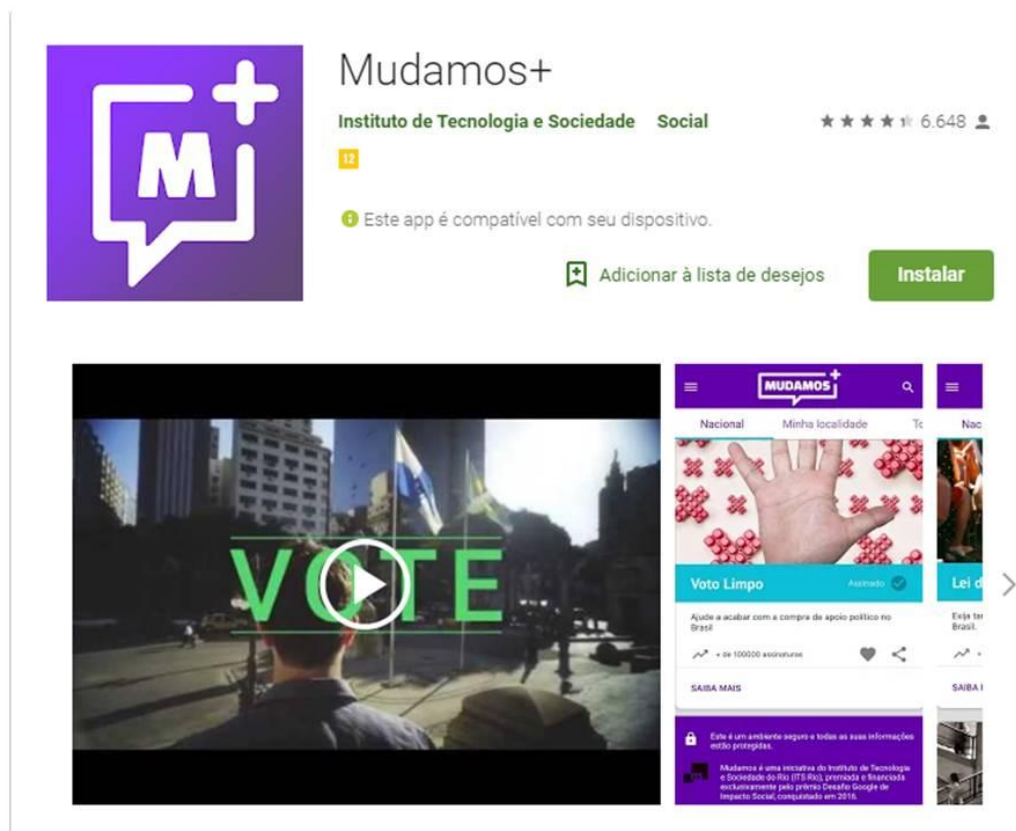 Mudamos+
Instituto de Tecnologia e Sociedade Social
6.648
12
Este app é compatível com seu dispositivo.
Adicionar à lista de desejos
Instalar
M
VOTE
MUDAMOS
Nacional Minha localidade To
Voto Limpo Assinado
Ajude a acabar com a compra de apoio político no
Brasil
+ de 100000 assinaturas
SAIBA MAIS
Este é um ambiente seguro e todas as suas informações
estão protegidas.
Mudamos é uma iniciativa do Instituto de Tecnologia
e Sociedade do Rio (ITS Rio), premiada e financiada
exclusivamente pelo prêmio Desafio Google de
Impacto Social, conquistado em 2016.
Nac
Lei d
Exija
Brasil.
SAIBA